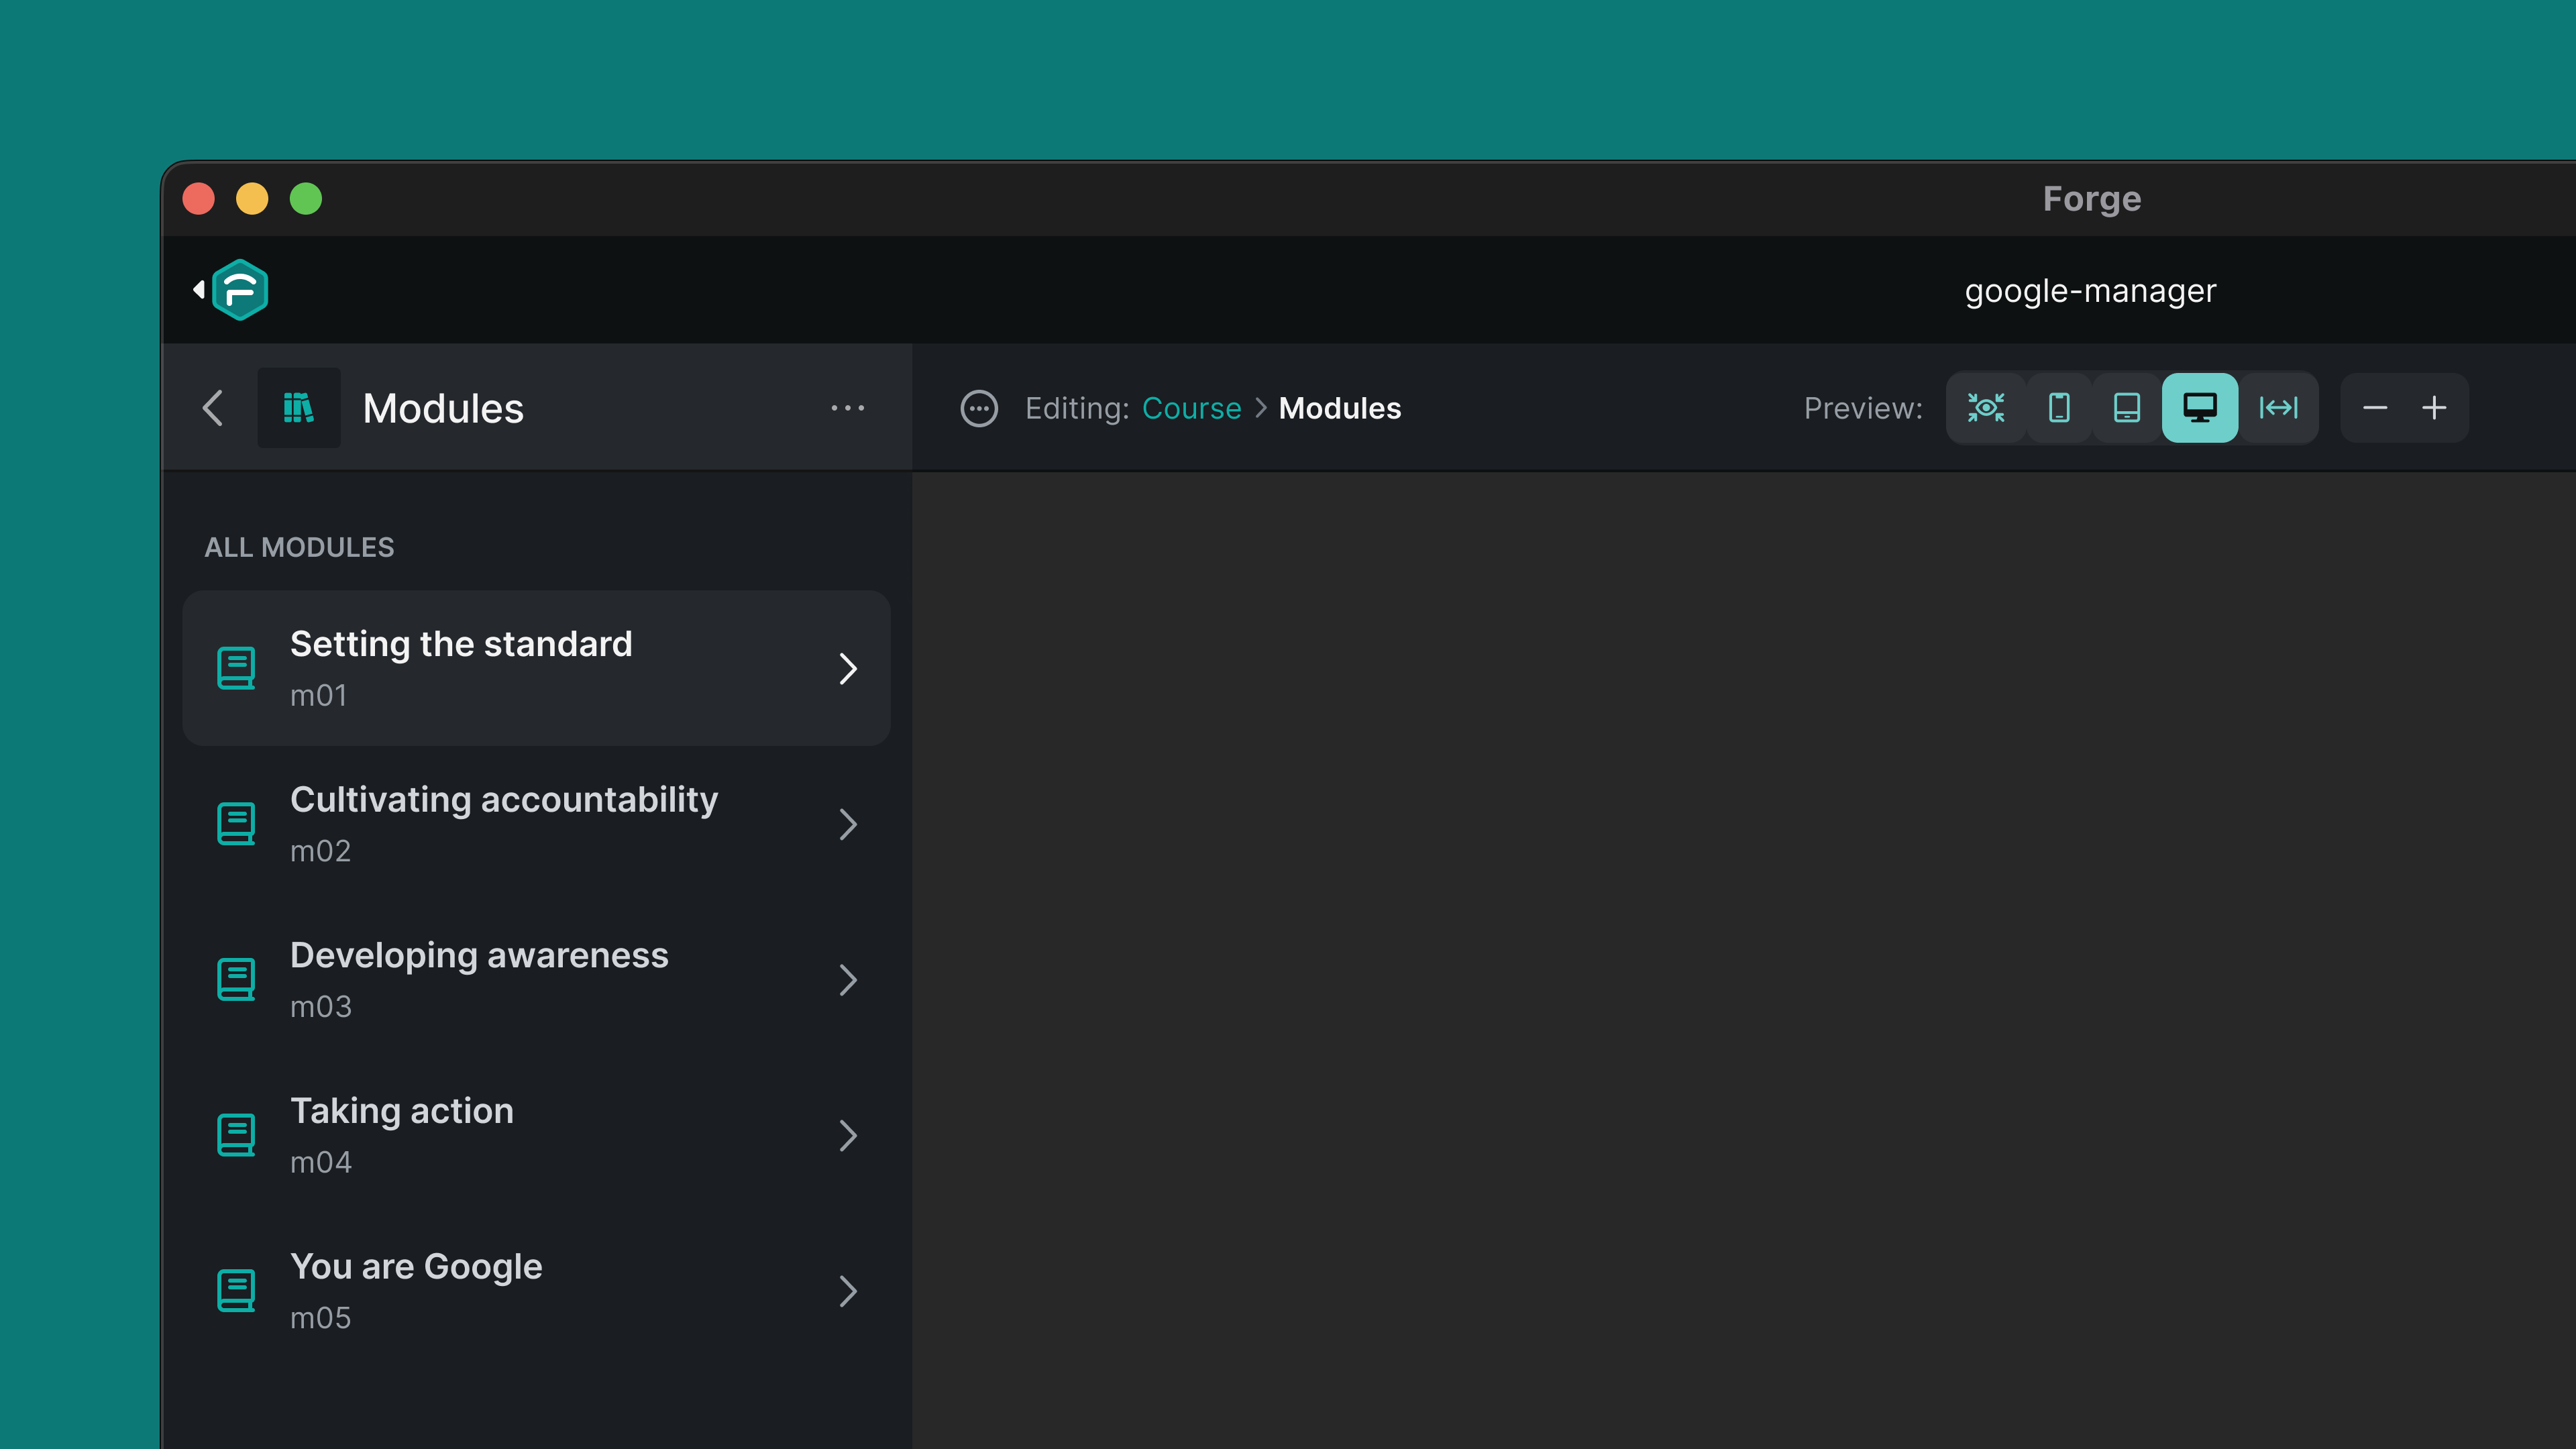 Forge
google-manager
Modules
Editing: Course > Modules
Preview:
ALL MODULES
Setting the standard
m01
Cultivating accountability
m02
Developing awareness
m03
Taking action
m04
You are Google
m05